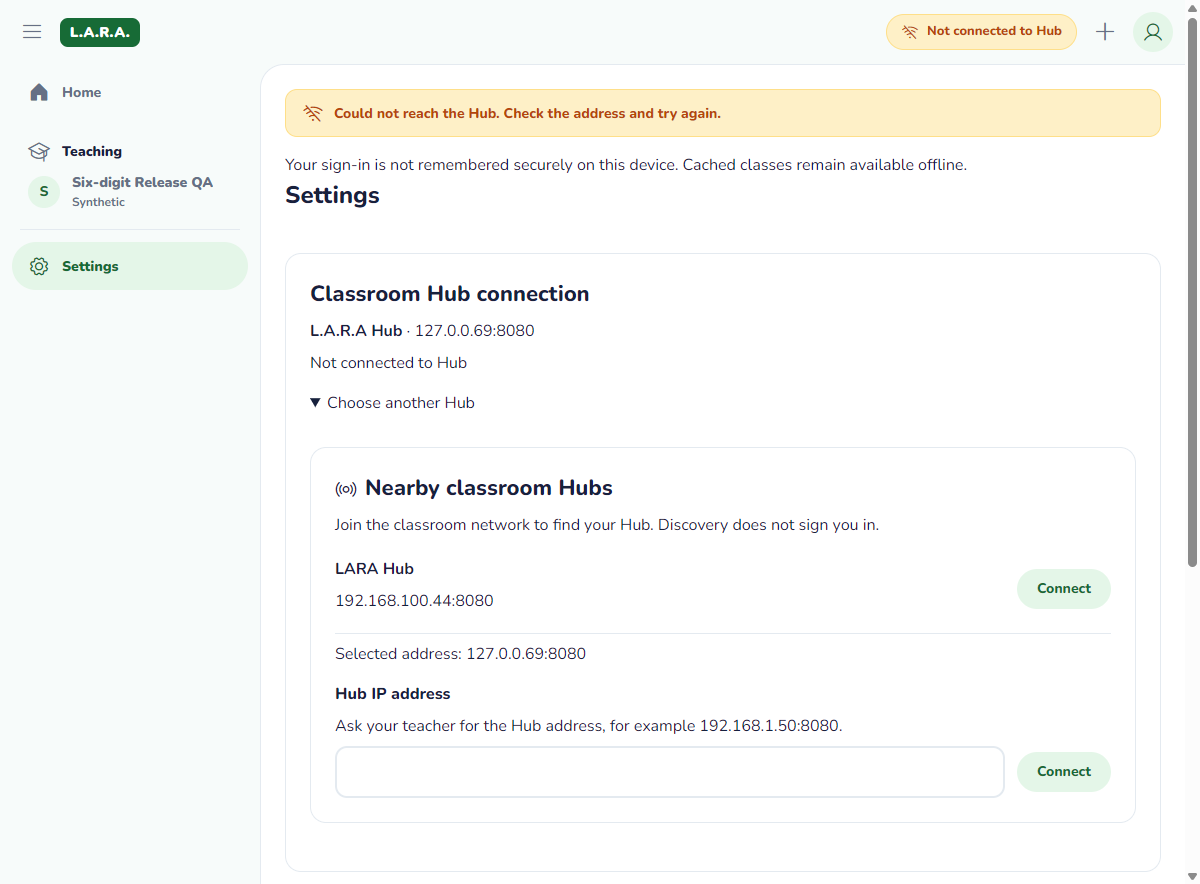 L.A.R.A.
Not connected to Hub
Home
Teaching
S
Six-digit Release QA
Synthetic
Settings
Could not reach the Hub. Check the address and try again.
Your sign-in is not remembered securely on this device. Cached classes remain available offline.
Settings
Classroom Hub connection
L.A.R.A Hub · 127.0.0.69:8080
Not connected to Hub
Choose another Hub
Nearby classroom Hubs
Join the classroom network to find your Hub. Discovery does not sign you in.
LARA Hub
192.168.100.44:8080
Connect
Selected address: 127.0.0.69:8080
Hub IP address
Ask your teacher for the Hub address, for example 192.168.1.50:8080.
Connect